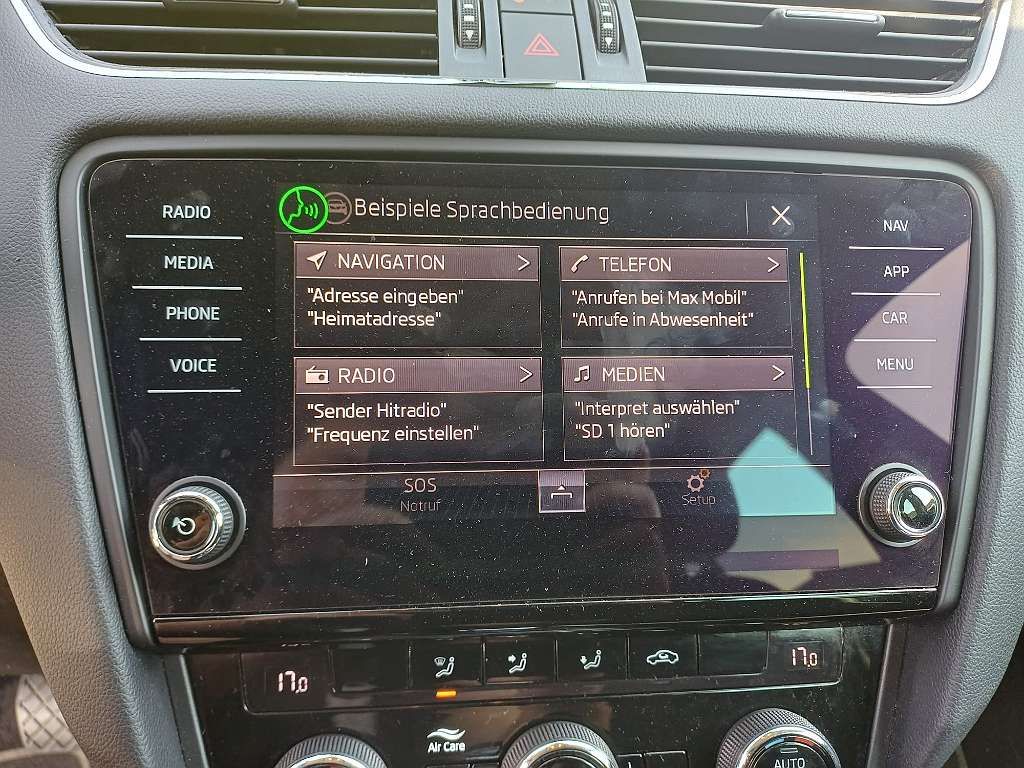 RADIO
MEDIA
PHONE
VOICE
Beispiele Sprachbedienung
NAVIGATION
"Adresse eingeben"
"Heimatadresse"
TELEFON
"Anrufen bei Max Mobil"
"Anrufe in Abwesenheit"
RADIO
"Sender Hitradio"
"Frequenz einstellen"
MEDIEN
"Interpret auswählen"
"SD 1 hören"
SOS
Notruf
Setup
NAV
APP
CAR
MENU
17.0
17.0
Air Care
AUTO